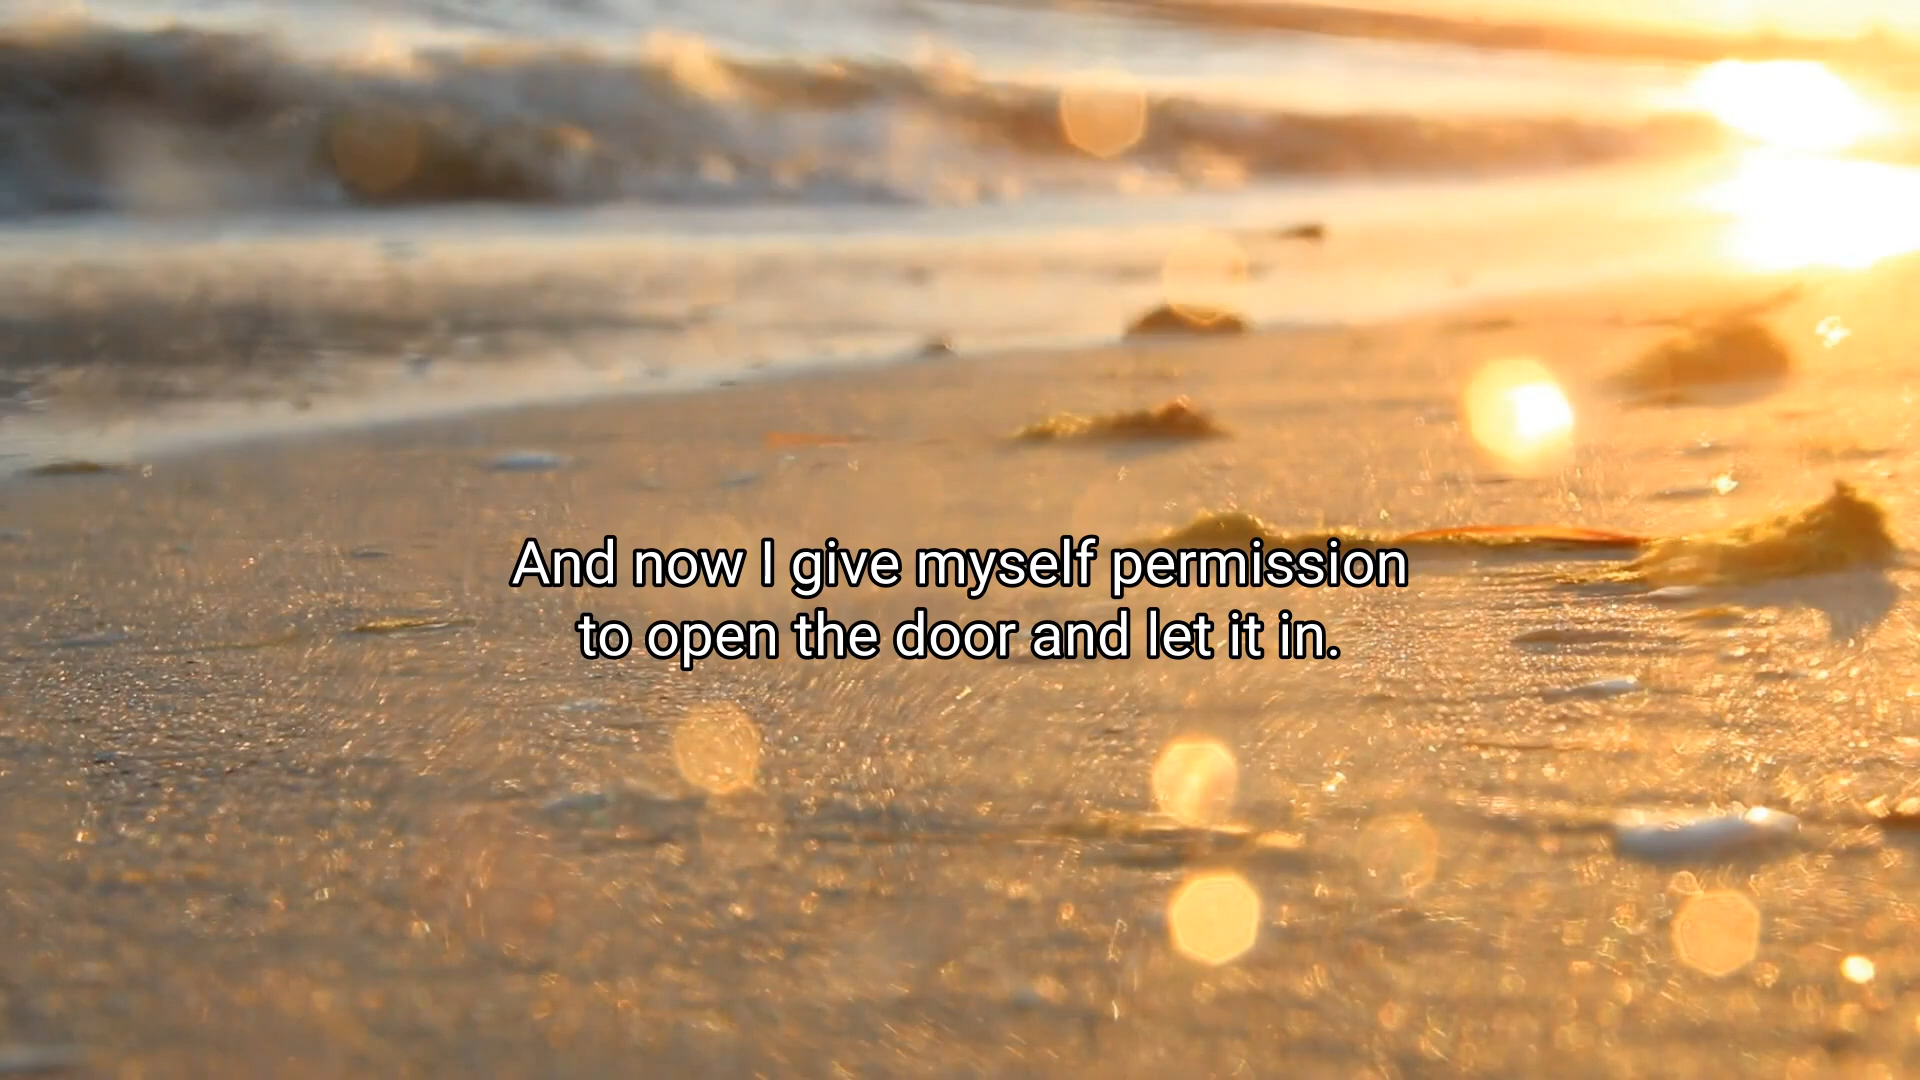 And now I give myself permission
to open the door and let it in.